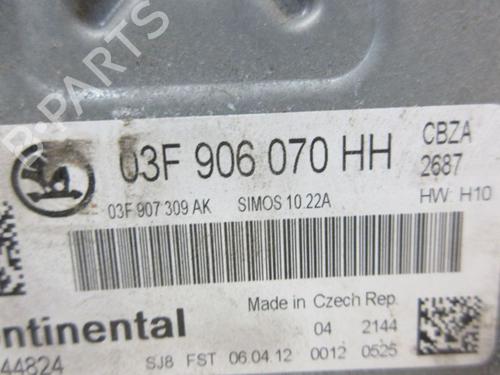 B-PARTS
03F 906 070 HH
CBZA
2687
03F 907 309 AK SIMOS 10.22A
HW: H10
Made in Czech Rep.
ntinental
04 2144
44824
SJ8 FST 06.04.12 0012 0525